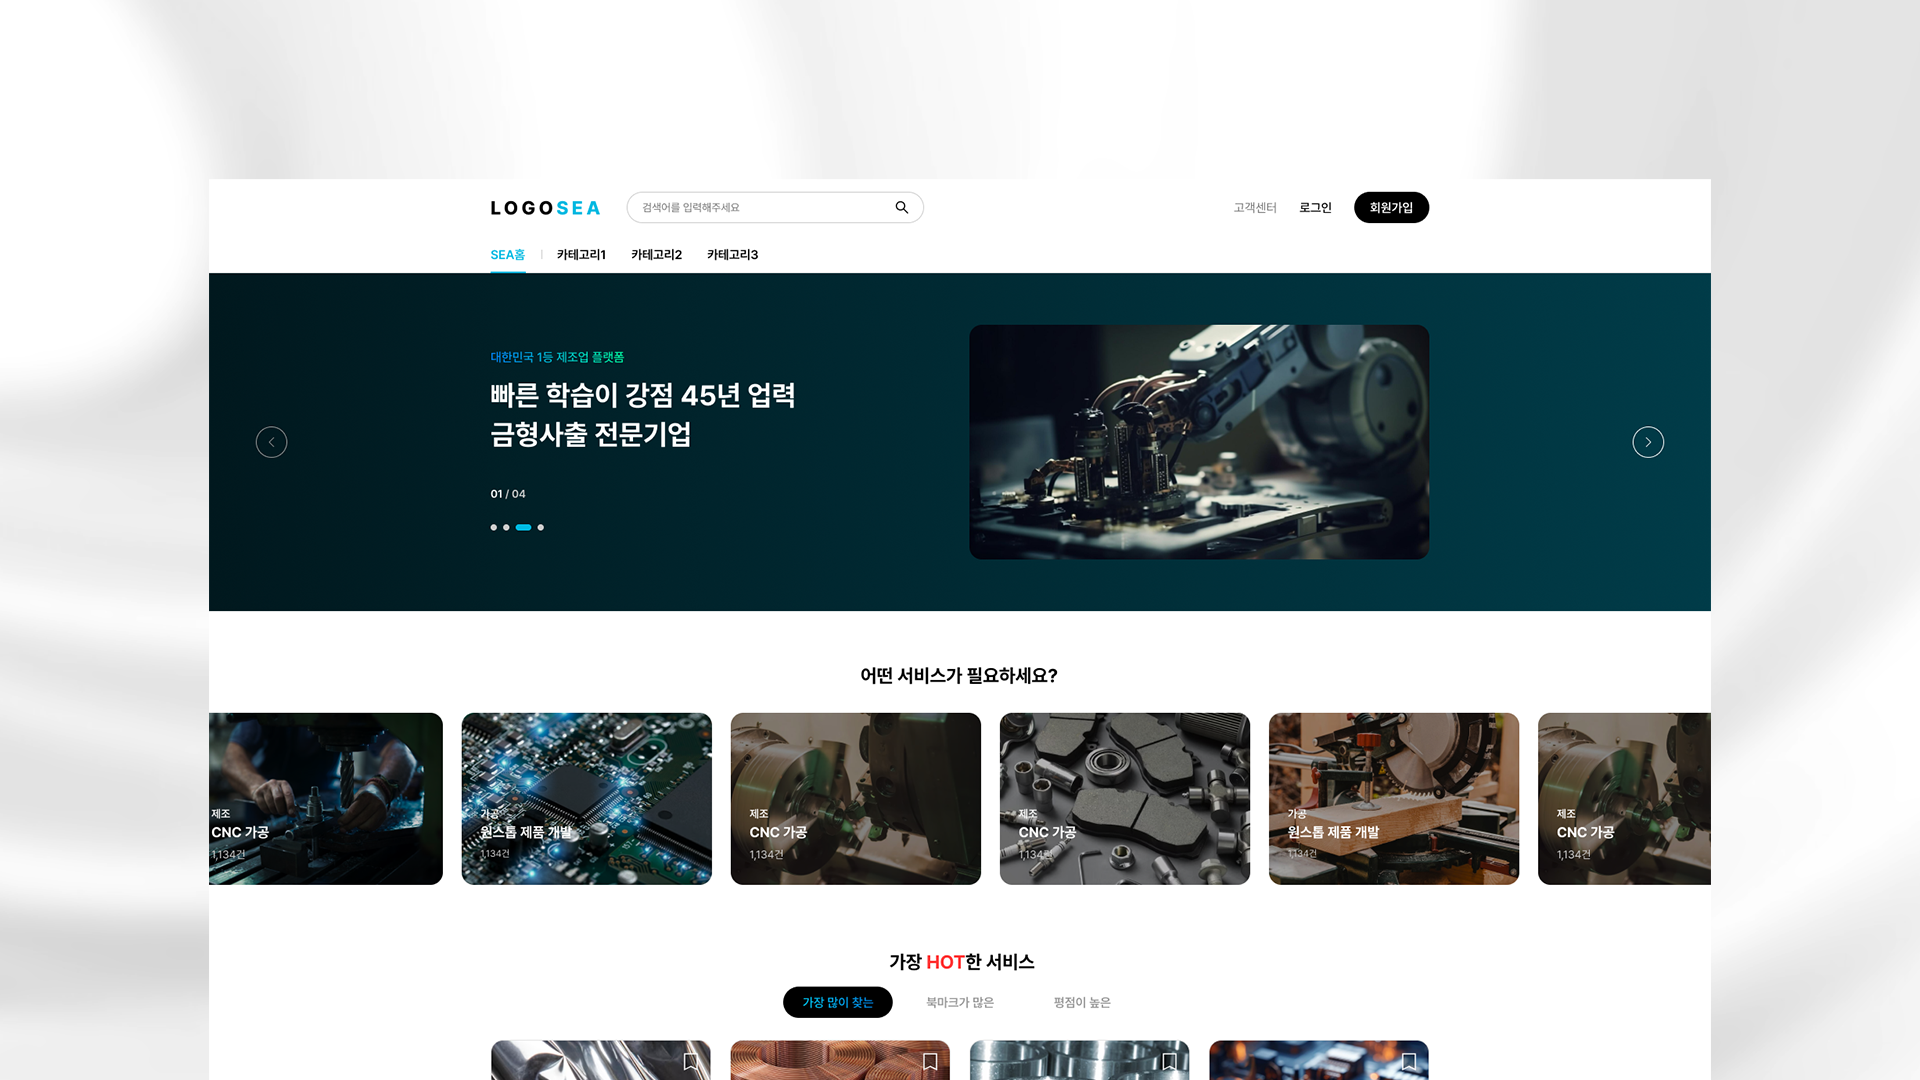 LOGOSEA
검색어를 입력해주세요
고객센터
로그인
회원가입
SEA홈
카테고리1
카테고리2
카테고리3
대한민국 1등 제조업 플랫폼
빠른 학습이 강점 45년 업력
금형사출 전문기업
01 / 04
어떤 서비스가 필요하세요?
제조
CNC 가공
1,134건
가공
원스톱 제품 개발
1,134건
제조
CNC 가공
1,134건
제조
CNC 가공
1,134건
가공
원스톱 제품 개발
1,134건
제조
CNC 가공
1,134건
가장 HOT한 서비스
가장 많이 찾는
북마크가 많은
평점이 높은